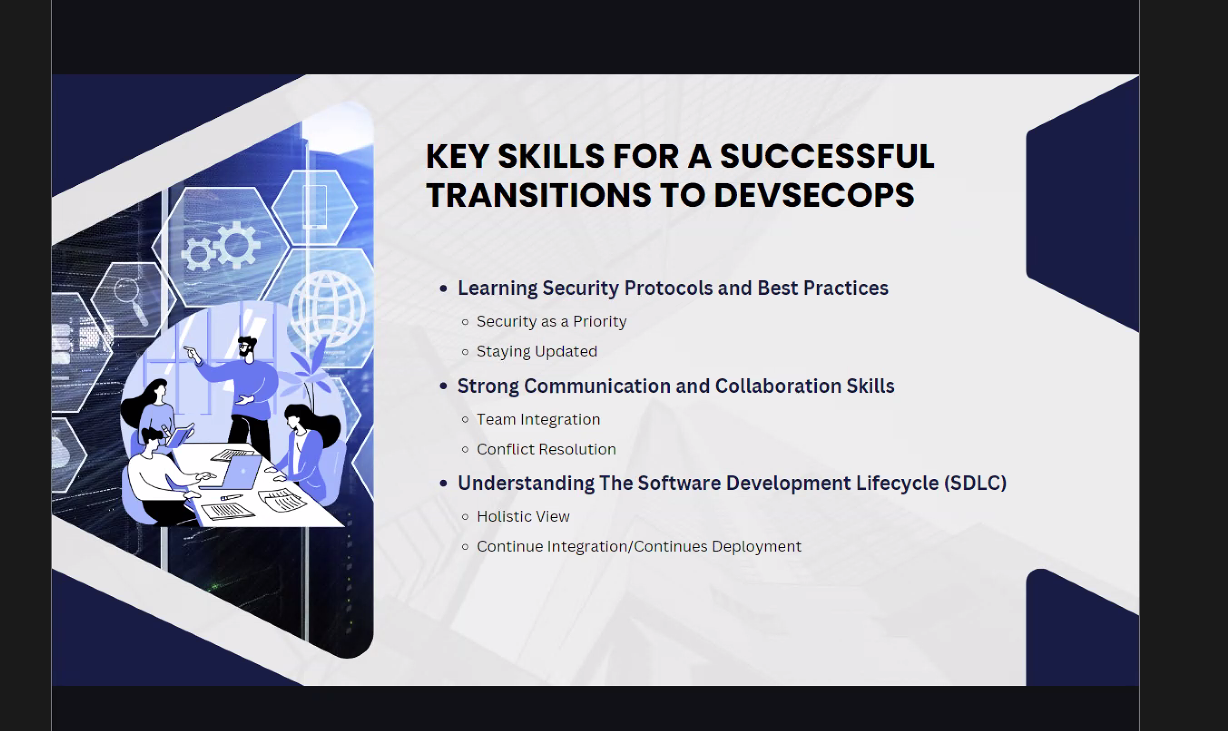 KEY SKILLS FOR A SUCCESSFUL
TRANSITIONS TO DEVSECOPS
• Learning Security Protocols and Best Practices
○ Security as a Priority
○ Staying Updated
• Strong Communication and Collaboration Skills
○ Team Integration
○ Conflict Resolution
• Understanding The Software Development Lifecycle (SDLC)
○ Holistic View
○ Continue Integration/Continues Deployment